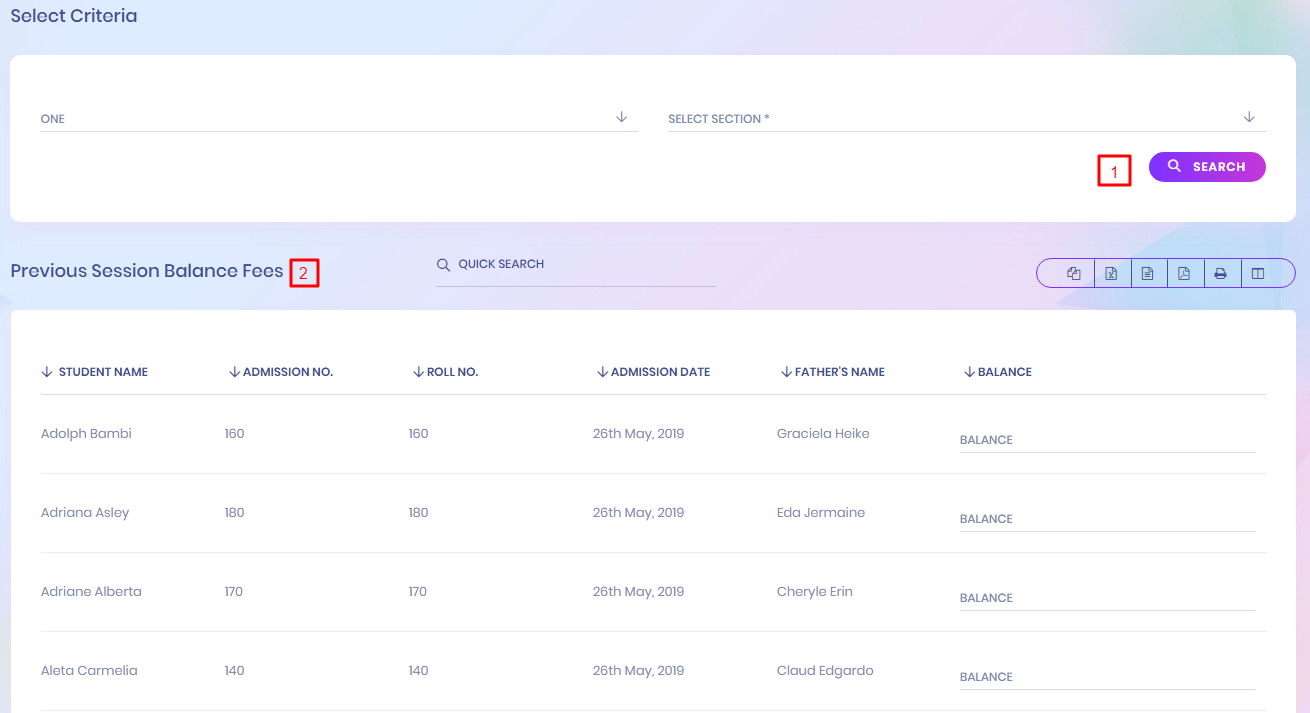 Select Criteria
ONE
SELECT SECTION *
1
SEARCH
Previous Session Balance Fees 2
QUICK SEARCH
STUDENT NAME ADMISSION NO. ROLL NO. ADMISSION DATE FATHER'S NAME BALANCE
Adolph Bambi 160 160 26th May, 2019 Graciela Heike BALANCE
Adriana Asley 180 180 26th May, 2019 Eda Jermaine BALANCE
Adriane Alberta 170 170 26th May, 2019 Cheryle Erin BALANCE
Aleta Carmelia 140 140 26th May, 2019 Claud Edgardo BALANCE